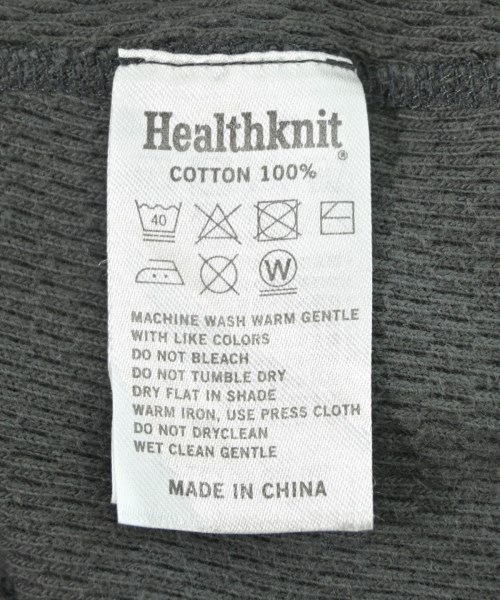 Healthknit®
COTTON 100%
40
W
MACHINE WASH WARM GENTLE
WITH LIKE COLORS
DO NOT BLEACH
DO NOT TUMBLE DRY
DRY FLAT IN SHADE
WARM IRON, USE PRESS CLOTH
DO NOT DRYCLEAN
WET CLEAN GENTLE
MADE IN CHINA